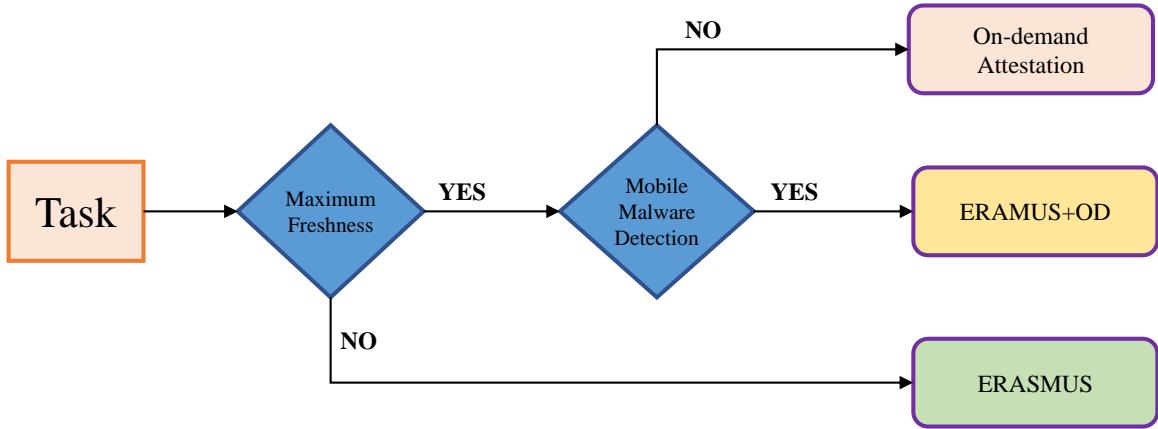 NO
On-demand
Attestation
Task
Maximum
Freshness
YES
Mobile
Malware
Detection
YES
ERAMUS+OD
NO
ERASMUS